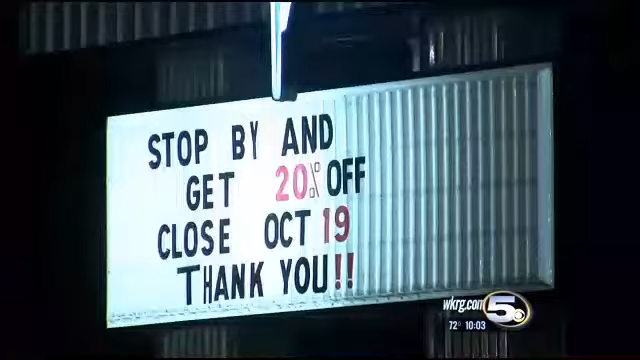 STOP BY AND
GET 20% OFF
CLOSE OCT 19
THANK YOU!!
wkrg.com 5
72° 10:03